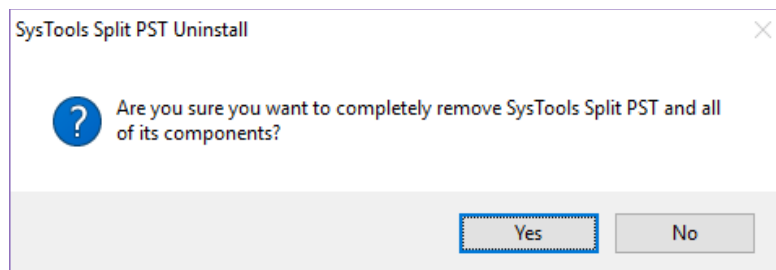 SysTools Split PST Uninstall
?
Are you sure you want to completely remove SysTools Split PST and all
of its components?
Yes
No